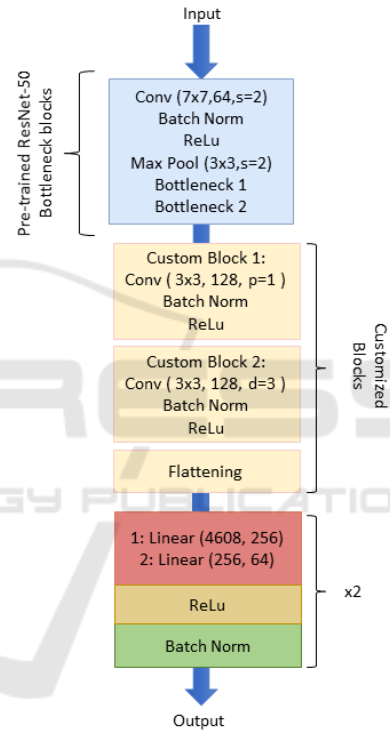 Input
Pre-trained ResNet-50
Bottleneck blocks
Conv (7x7,64,s=2)
Batch Norm
ReLu
Max Pool (3x3,s=2)
Bottleneck 1
Bottleneck 2
Custom Block 1:
Conv ( 3x3, 128, p=1 )
Batch Norm
ReLu
Custom Block 2:
Conv ( 3x3, 128, d=3 )
Batch Norm
ReLu
Flattening
Customized
Blocks
1: Linear (4608, 256)
2: Linear (256, 64)
ReLu
Batch Norm
x2
Output